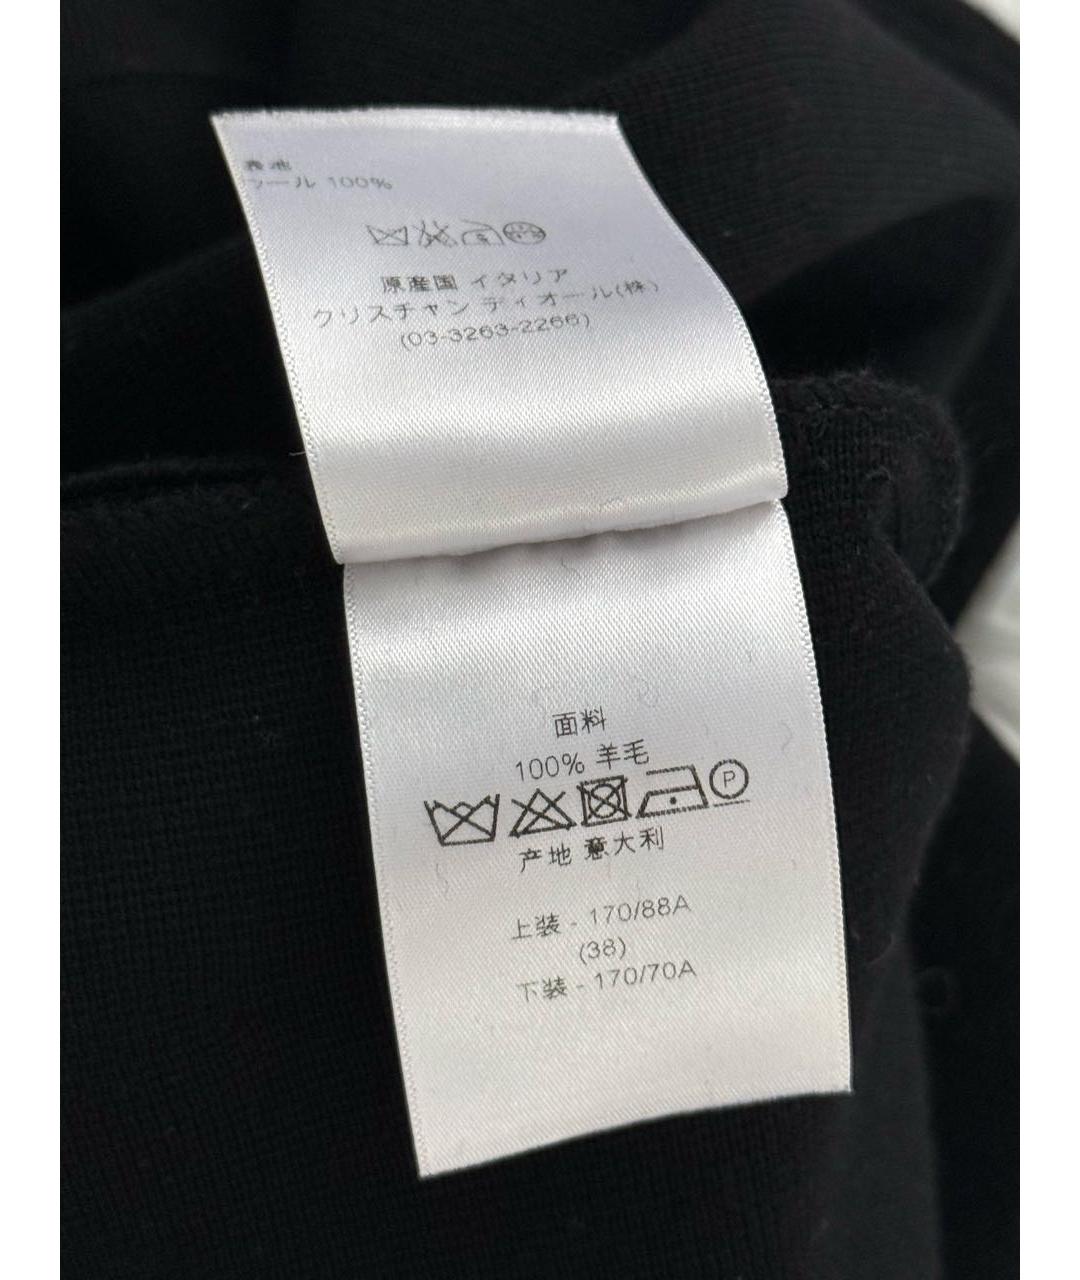 表地
ウール 100%
原産国 イタリア
クリスチャン ディオール(株)
(03-3263-2266)
面料
100% 羊毛
P
产地 意大利
上装 - 170/88A
(38)
下装 - 170/70A